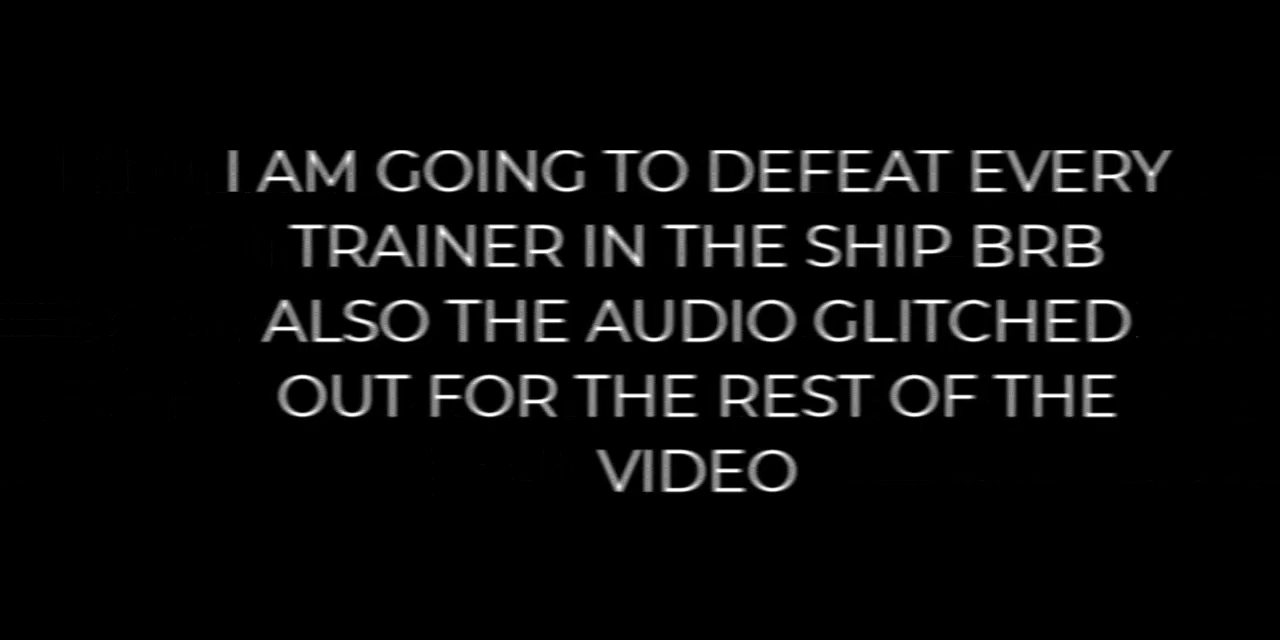 I AM GOING TO DEFEAT EVERY
TRAINER IN THE SHIP BRB
ALSO THE AUDIO GLITCHED
OUT FOR THE REST OF THE
VIDEO